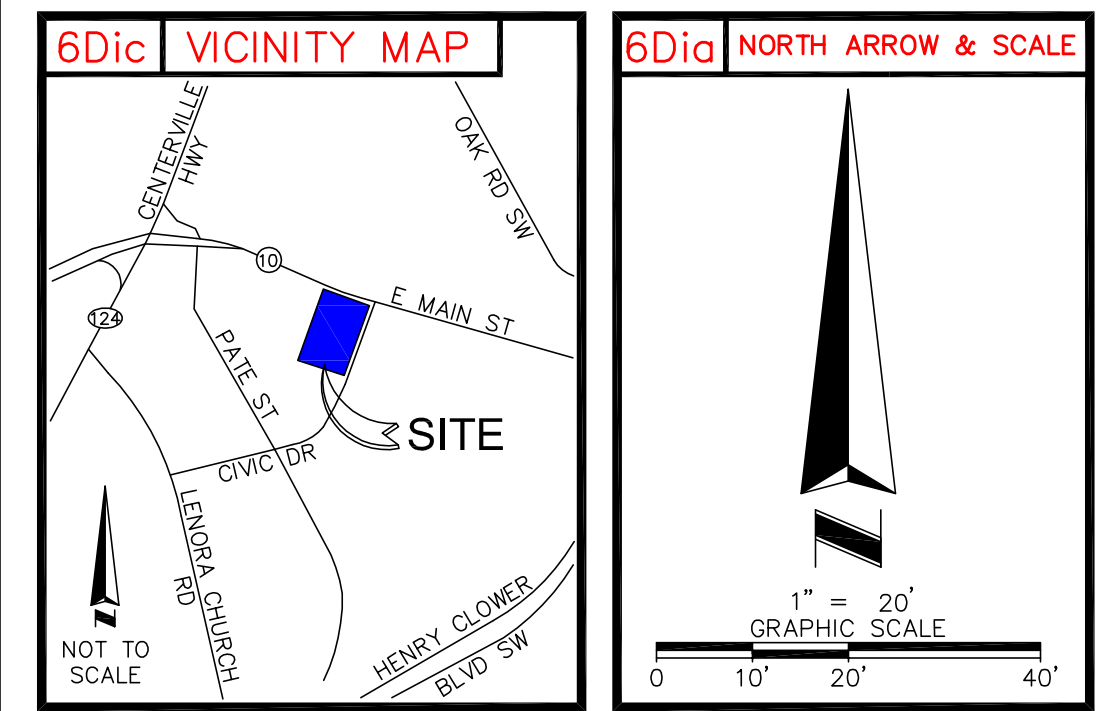 6Dic VICINITY MAP
CENTERVILLE
HWY
OAK RD SW
10
E MAIN ST
124
PATE ST
SITE
CIVIC DR
LENORA CHURCH
RD
HENRY CLOWER
BLVD SW
N
NOT TO
SCALE
6Dia NORTH ARROW & SCALE
N
1" = 20'
GRAPHIC SCALE
0 10' 20' 40'